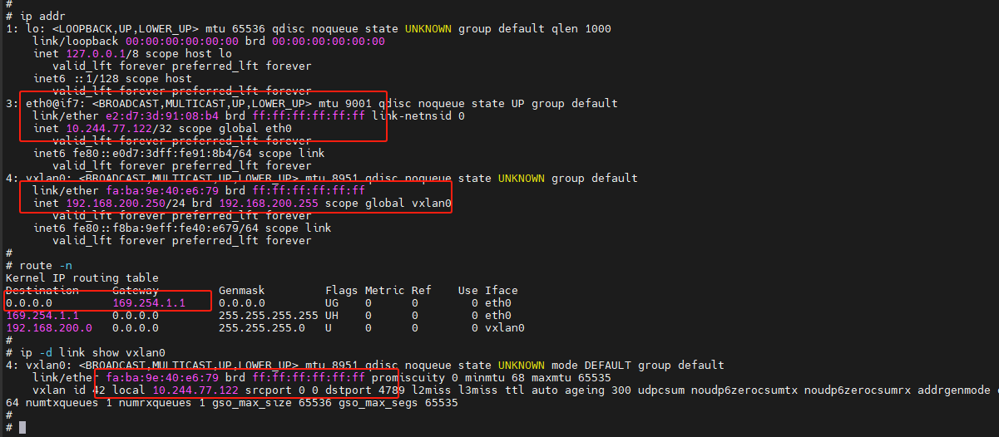 #
# ip addr
1: lo: <LOOPBACK,UP,LOWER_UP> mtu 65536 qdisc noqueue state UNKNOWN group default qlen 1000
    link/loopback 00:00:00:00:00:00 brd 00:00:00:00:00:00
    inet 127.0.0.1/8 scope host lo
       valid_lft forever preferred_lft forever
    inet6 ::1/128 scope host
       valid_lft forever preferred_lft forever
3: eth0@if7: <BROADCAST,MULTICAST,UP,LOWER_UP> mtu 9001 qdisc noqueue state UP group default
    link/ether e2:d7:3d:91:08:b4 brd ff:ff:ff:ff:ff:ff link-netnsid 0
    inet 10.244.77.122/32 scope global eth0
       valid_lft forever preferred_lft forever
    inet6 fe80::e0d7:3dff:fe91:8b4/64 scope link
       valid_lft forever preferred_lft forever
4: vxlan0: <BROADCAST,MULTICAST,UP,LOWER_UP> mtu 8951 qdisc noqueue state UNKNOWN group default
    link/ether fa:ba:9e:40:e6:79 brd ff:ff:ff:ff:ff:ff
    inet 192.168.200.250/24 brd 192.168.200.255 scope global vxlan0
       valid_lft forever preferred_lft forever
    inet6 fe80::f8ba:9eff:fe40:e679/64 scope link
       valid_lft forever preferred_lft forever
#
# route -n
Kernel IP routing table
Destination     Gateway         Genmask         Flags Metric Ref    Use Iface
0.0.0.0         169.254.1.1     0.0.0.0         UG    0      0        0 eth0
169.254.1.1     0.0.0.0         255.255.255.255 UH    0      0        0 eth0
192.168.200.0   0.0.0.0         255.255.255.0   U     0      0        0 vxlan0
#
# ip -d link show vxlan0
4: vxlan0: <BROADCAST,MULTICAST,UP,LOWER_UP> mtu 8951 qdisc noqueue state UNKNOWN mode DEFAULT group default
    link/ether fa:ba:9e:40:e6:79 brd ff:ff:ff:ff:ff:ff promiscuity 0 minmtu 68 maxmtu 65535
    vxlan id 42 local 10.244.77.122 srcport 0 0 dstport 4789 l2miss l3miss ttl auto ageing 300 udpcsum noudp6zerocsumtx noudp6zerocsumrx addrgenmode
64 numtxqueues 1 numrxqueues 1 gso_max_size 65536 gso_max_segs 65535
#
#